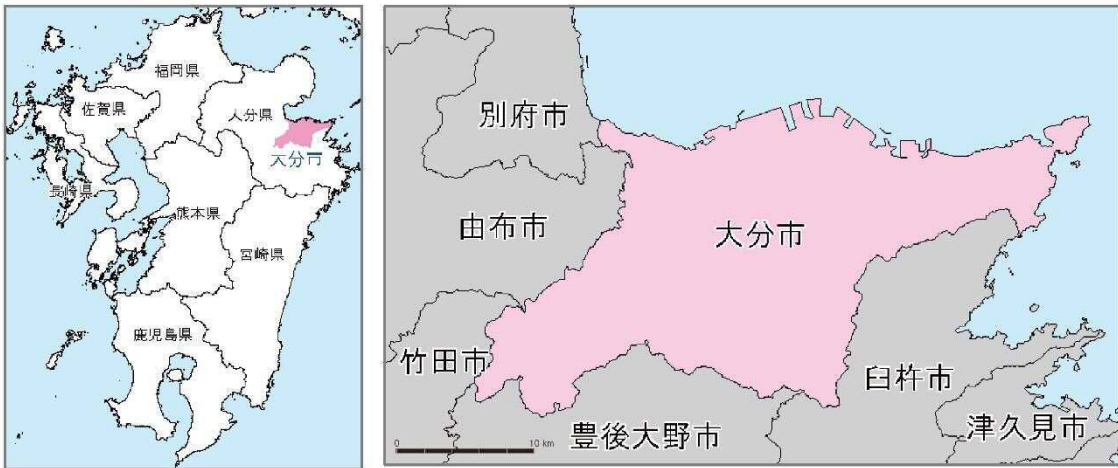 福岡県
佐賀県
大分県
大分市
長崎県
熊本県
宮崎県
鹿児島県
別府市
由布市
大分市
竹田市
臼杵市
豊後大野市
津久見市
0 10 km